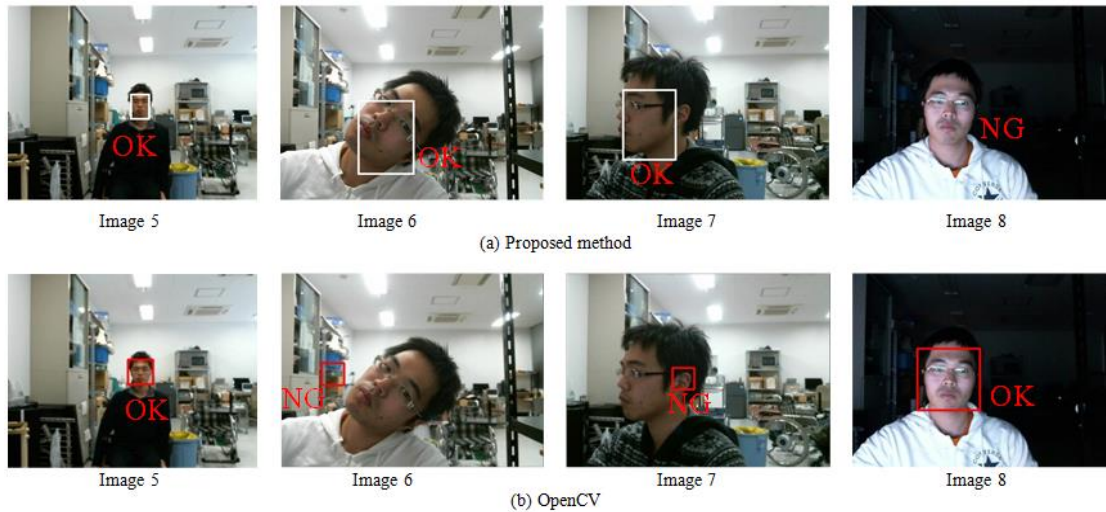 OK
OK
OK
NG
Image 5
Image 6
Image 7
Image 8
(a) Proposed method
OK
NG
NG
OK
Image 5
Image 6
Image 7
Image 8
(b) OpenCV